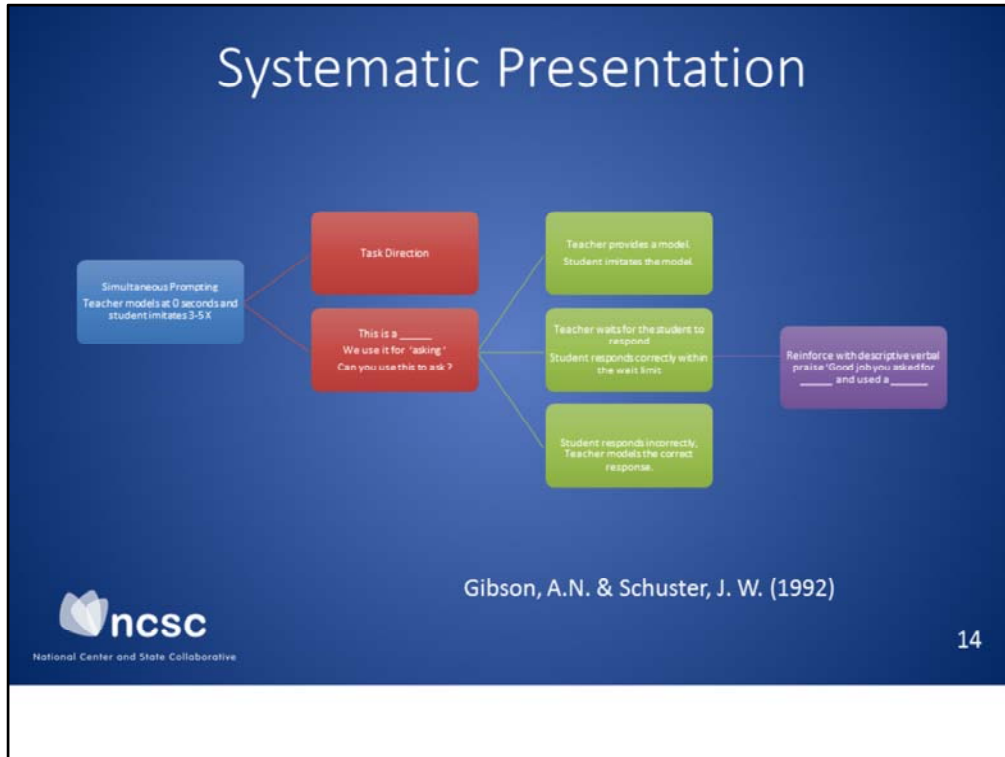 Systematic Presentation
Simultaneous Prompting
Teacher models at 0 seconds and
student imitates 3-5 X
Task Direction
This is a ______
We use it for "asking"
Can you use this to ask ?
Teacher provides a model.
Student imitates the model.
Teacher waits for the student to
respond
Student responds correctly within
the wait limit
Student responds incorrectly,
Teacher models the correct
response.
Reinforce with descriptive verbal
praise "Good job you asked for
______ and used a ______
Gibson, A.N. & Schuster, J. W. (1992)
ncsc
National Center and State Collaborative
14